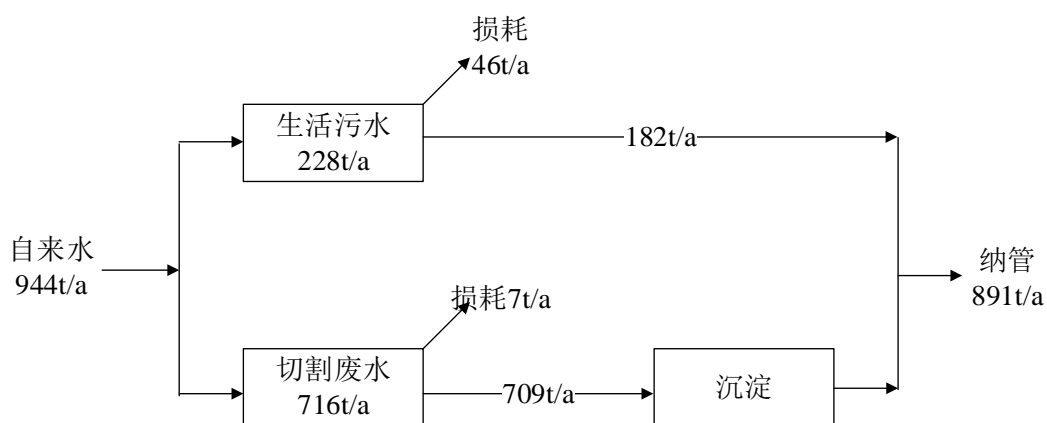 损耗
46t/a
生活污水
228t/a
182t/a
自来水
944t/a
纳管
891t/a
损耗7t/a
切割废水
716t/a
709t/a
沉淀